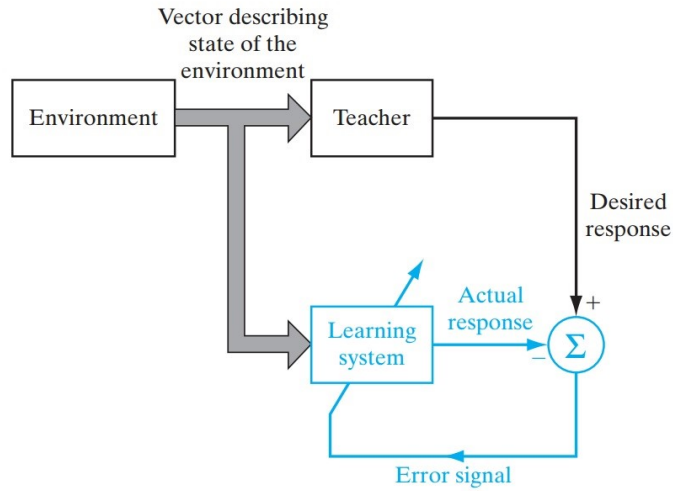 Vector describing
state of the
environment
Environment
Teacher
Desired
response
+
Actual
response
Learning
system
−
Σ
Error signal